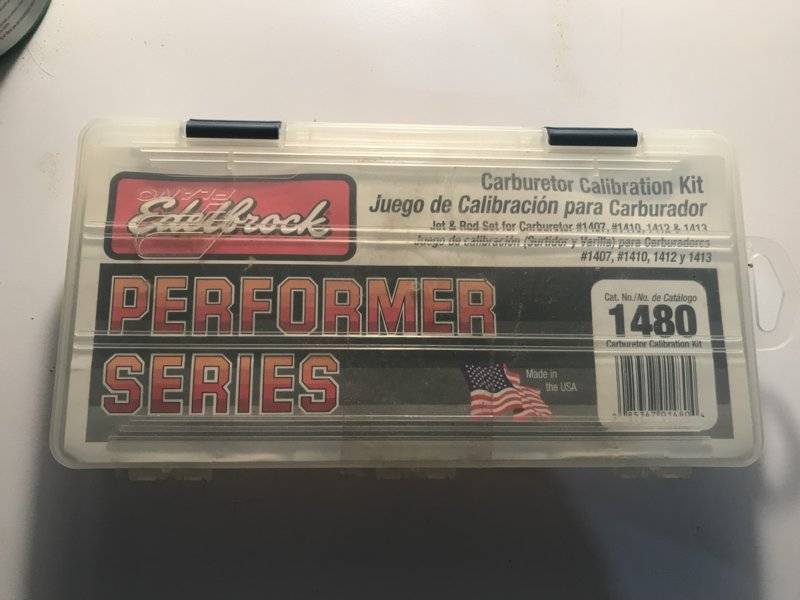 Edelbrock
Carburetor Calibration Kit
Juego de Calibración para Carburador
Jet & Rod Set for Carburetor #1407, #1410, 1412 & 1413
Juego de calibración (Surtidor y Varilla) para Carburadores
#1407, #1410, 1412 y 1413
PERFORMER
SERIES
Made in
the USA
Cat. No./No. de Catálogo
1480
Carburetor Calibration Kit